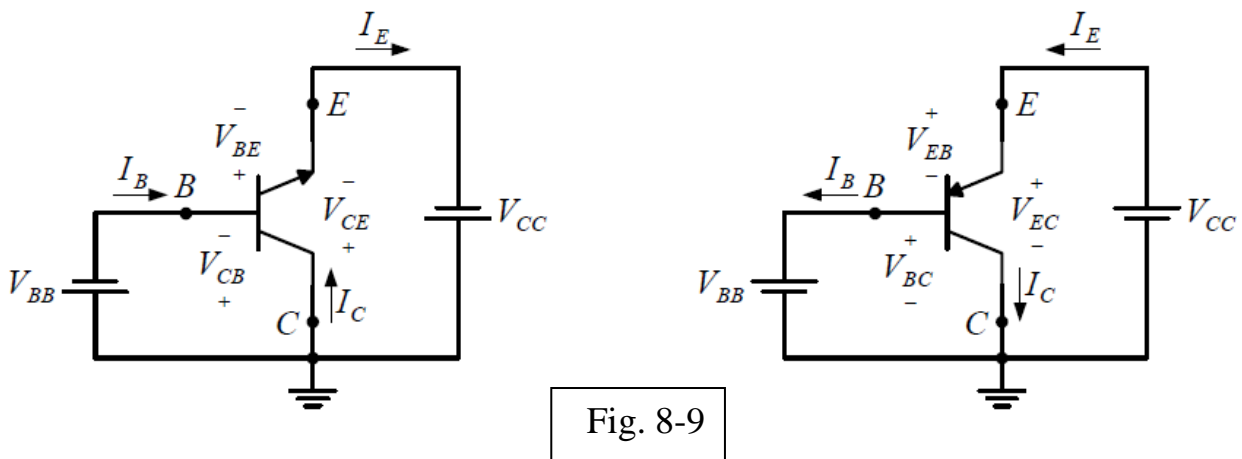 I_E
E
−
V_BE
+
I_B
B
−
V_CE
+
V_CC
−
V_CB
+
V_BB
I_C
C
I_E
E
+
V_EB
−
I_B
B
+
V_EC
−
V_CC
+
V_BC
−
V_BB
I_C
C
Fig. 8-9